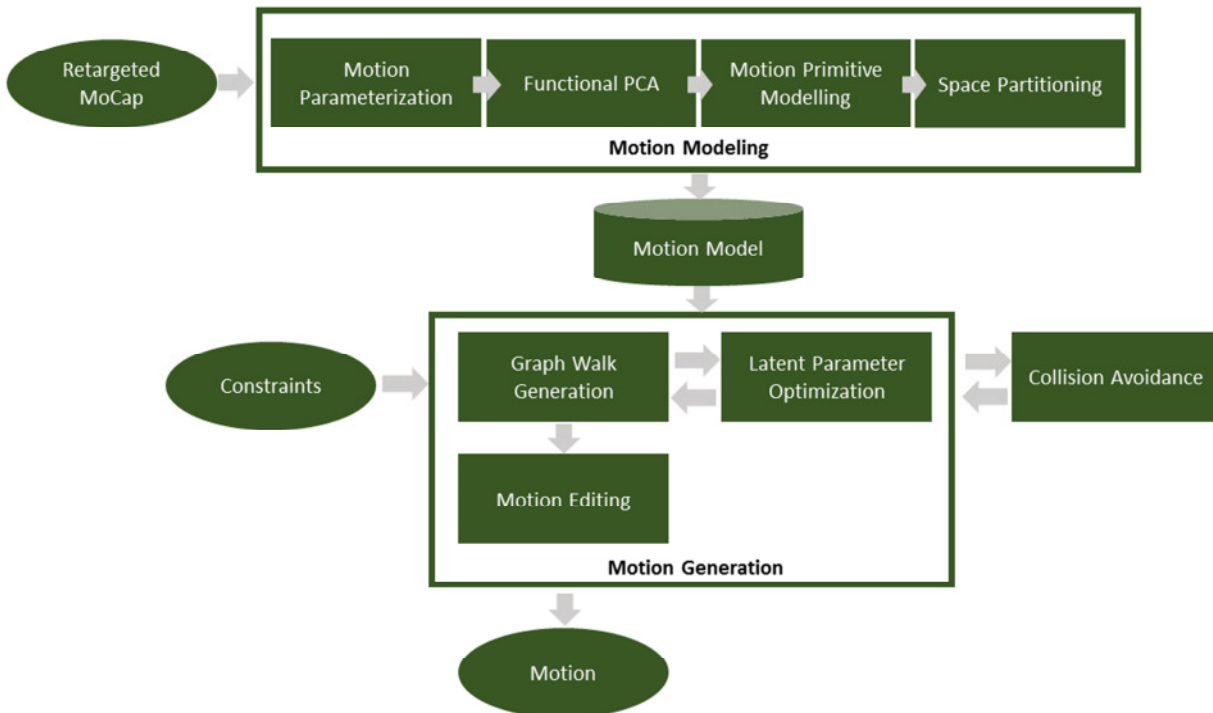 Retargeted
MoCap
Motion
Parameterization
Functional PCA
Motion Primitive
Modelling
Space Partitioning
Motion Modeling
Motion Model
Constraints
Graph Walk
Generation
Latent Parameter
Optimization
Collision Avoidance
Motion Editing
Motion Generation
Motion